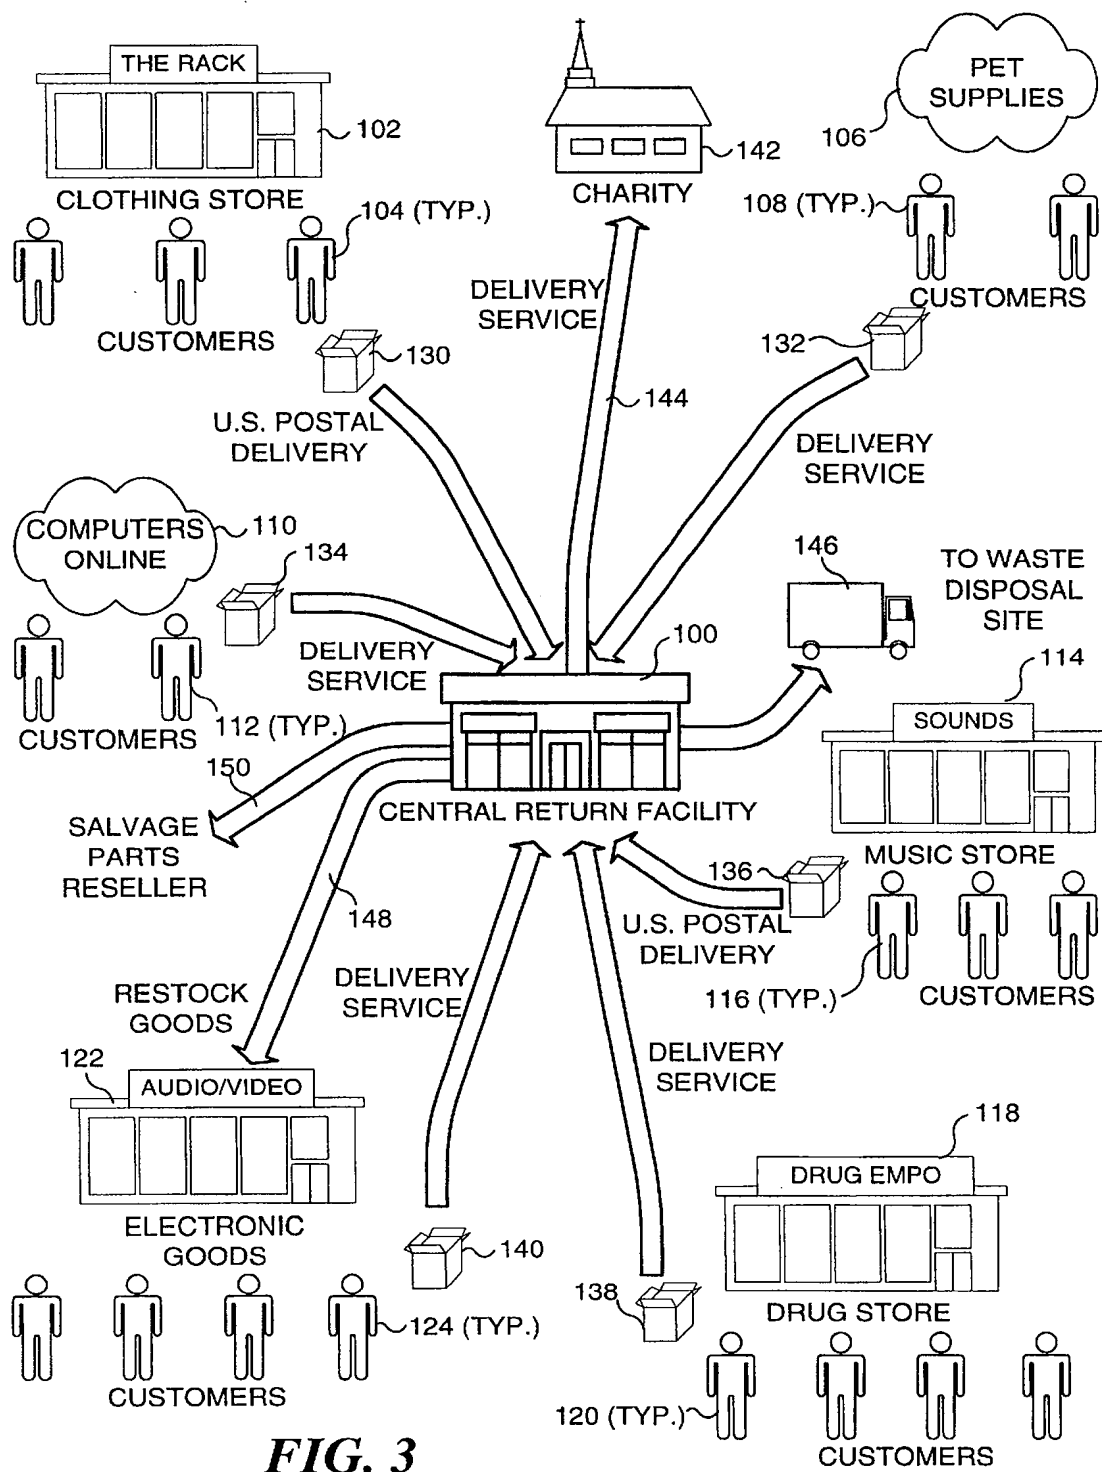 THE RACK
102
CLOTHING STORE
104 (TYP.)
CUSTOMERS
130
U.S. POSTAL
DELIVERY
142
CHARITY
DELIVERY
SERVICE
144
PET
SUPPLIES
106
108 (TYP.)
CUSTOMERS
132
DELIVERY
SERVICE
COMPUTERS
ONLINE
110
134
DELIVERY
SERVICE
112 (TYP.)
CUSTOMERS
146
TO WASTE
DISPOSAL
SITE
100
CENTRAL RETURN FACILITY
150
SALVAGE
PARTS
RESELLER
148
RESTOCK
GOODS
114
SOUNDS
MUSIC STORE
136
U.S. POSTAL
DELIVERY
116 (TYP.)
CUSTOMERS
DELIVERY
SERVICE
DELIVERY
SERVICE
122
AUDIO/VIDEO
ELECTRONIC
GOODS
140
124 (TYP.)
CUSTOMERS
118
DRUG EMPO
DRUG STORE
138
120 (TYP.)
CUSTOMERS
FIG. 3